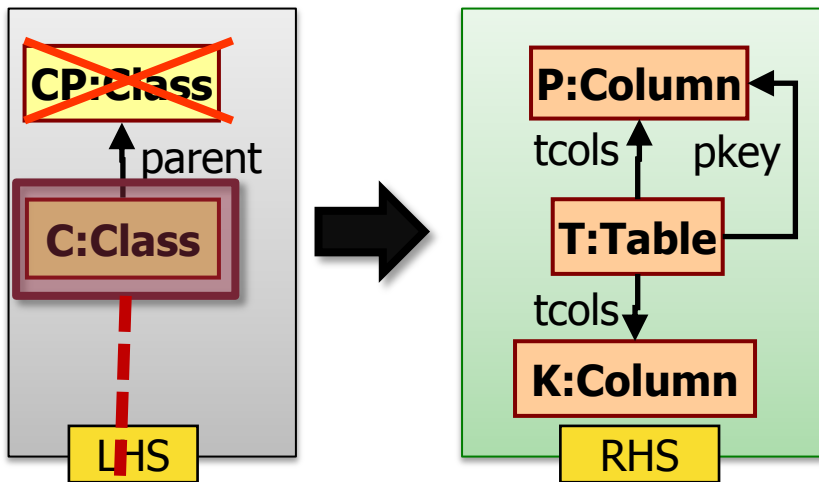 CP:Class
parent
C:Class
LHS
P:Column
tcols
pkey
T:Table
tcols
K:Column
RHS